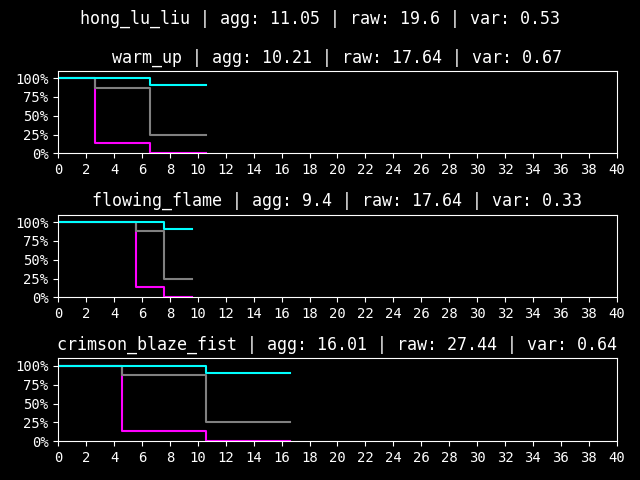 hong_lu_liu | agg: 11.05 | raw: 19.6 | var: 0.53
warm_up | agg: 10.21 | raw: 17.64 | var: 0.67
100%
75%
50%
25%
0%
0 2 4 6 8 10 12 14 16 18 20 22 24 26 28 30 32 34 36 38 40
flowing_flame | agg: 9.4 | raw: 17.64 | var: 0.33
100%
75%
50%
25%
0%
0 2 4 6 8 10 12 14 16 18 20 22 24 26 28 30 32 34 36 38 40
crimson_blaze_fist | agg: 16.01 | raw: 27.44 | var: 0.64
100%
75%
50%
25%
0%
0 2 4 6 8 10 12 14 16 18 20 22 24 26 28 30 32 34 36 38 40